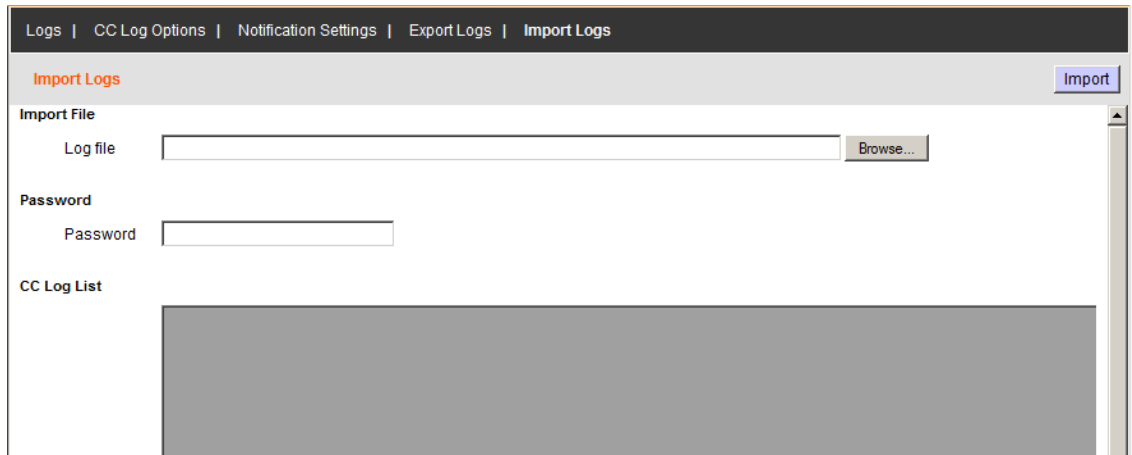 Logs | CC Log Options | Notification Settings | Export Logs | Import Logs
Import Logs Import
Import File
Log file Browse...
Password
Password
CC Log List